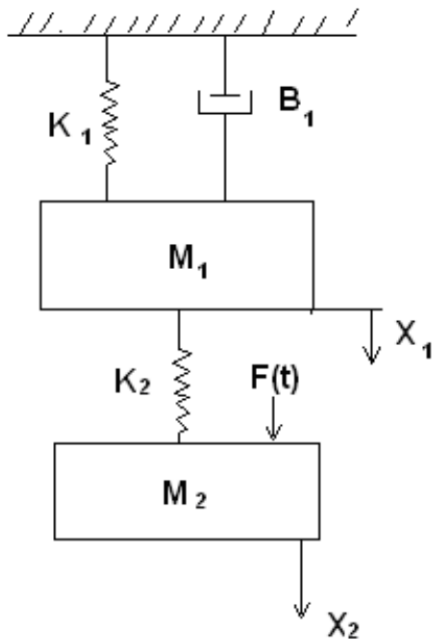 K₁ B₁
M₁
X₁
K₂ F(t)
M₂
X₂